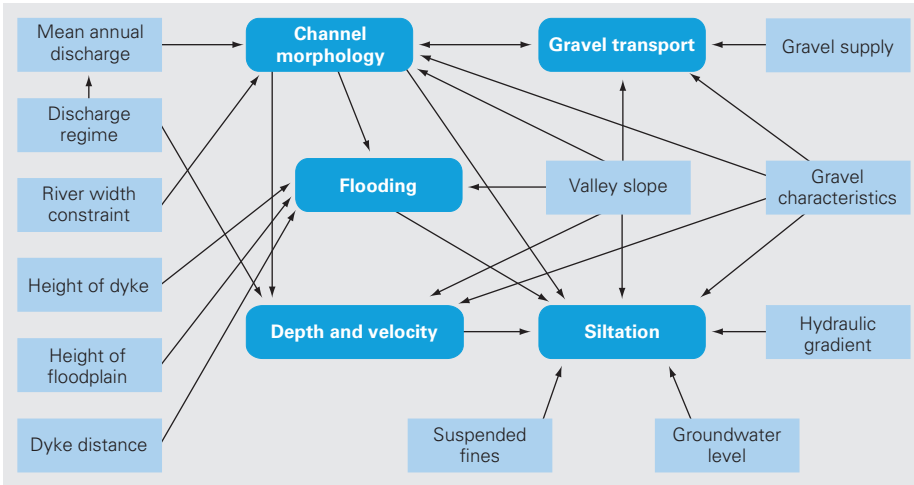 Mean annual
discharge
Channel
morphology
Gravel transport
Gravel supply
Discharge
regime
River width
constraint
Flooding
Valley slope
Gravel
characteristics
Height of dyke
Depth and velocity
Siltation
Hydraulic
gradient
Height of
floodplain
Dyke distance
Suspended
fines
Groundwater
level